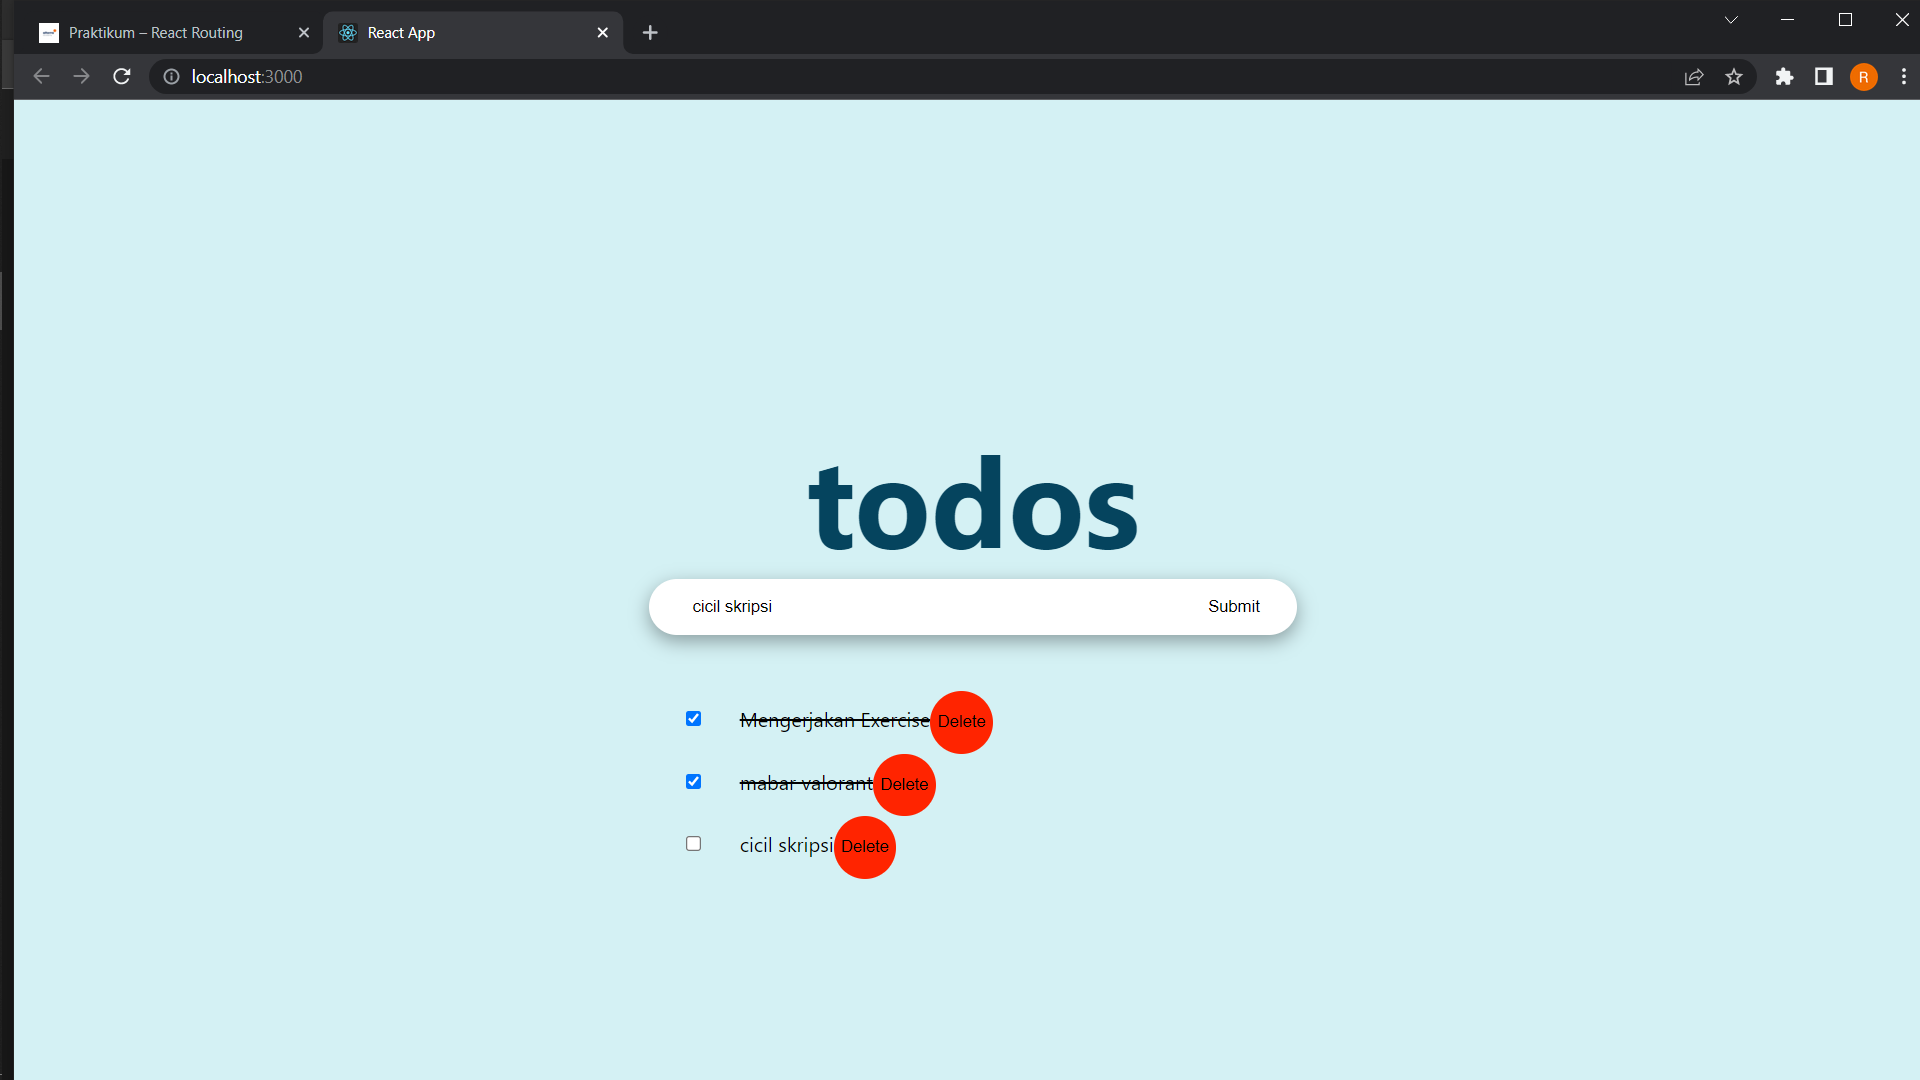 Praktikum – React Routing
React App
localhost:3000
R
todos
cicil skripsi Submit
Mengerjakan Exercise Delete
mabar valorant Delete
cicil skripsi Delete